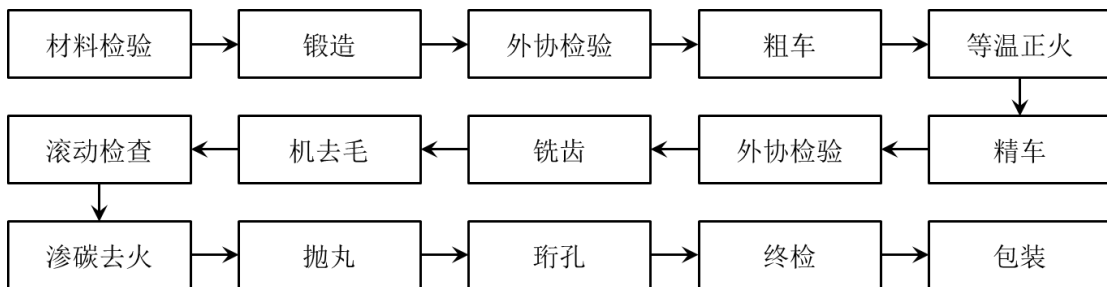 材料检验
锻造
外协检验
粗车
等温正火
精车
外协检验
铣齿
机去毛
滚动检查
渗碳去火
抛丸
珩孔
终检
包装